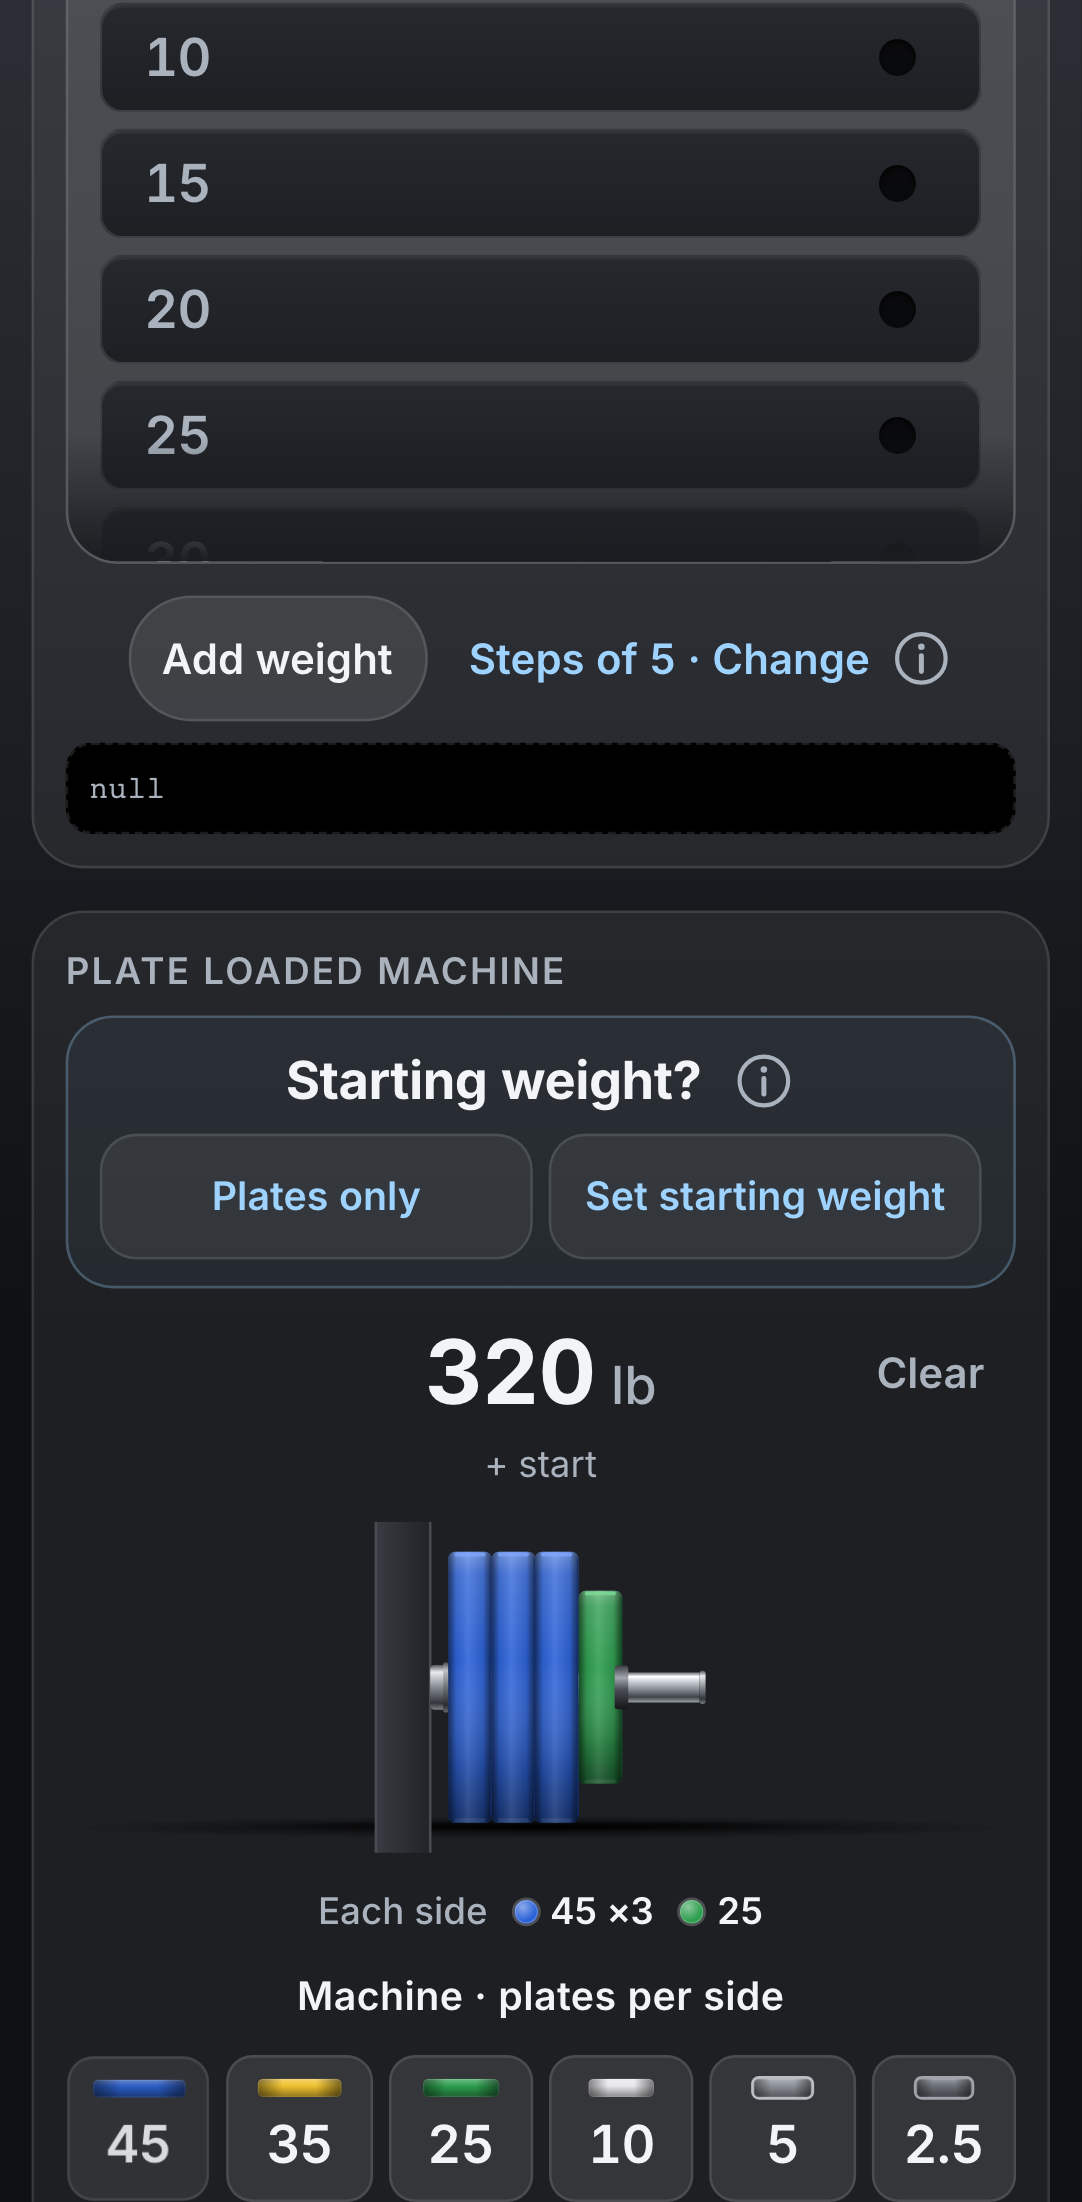 10
15
20
25
30
Add weight
Steps of 5 · Change
null
PLATE LOADED MACHINE
Starting weight?
Plates only
Set starting weight
320 lb
Clear
+ start
Each side 45 ×3 25
Machine · plates per side
45 35 25 10 5 2.5